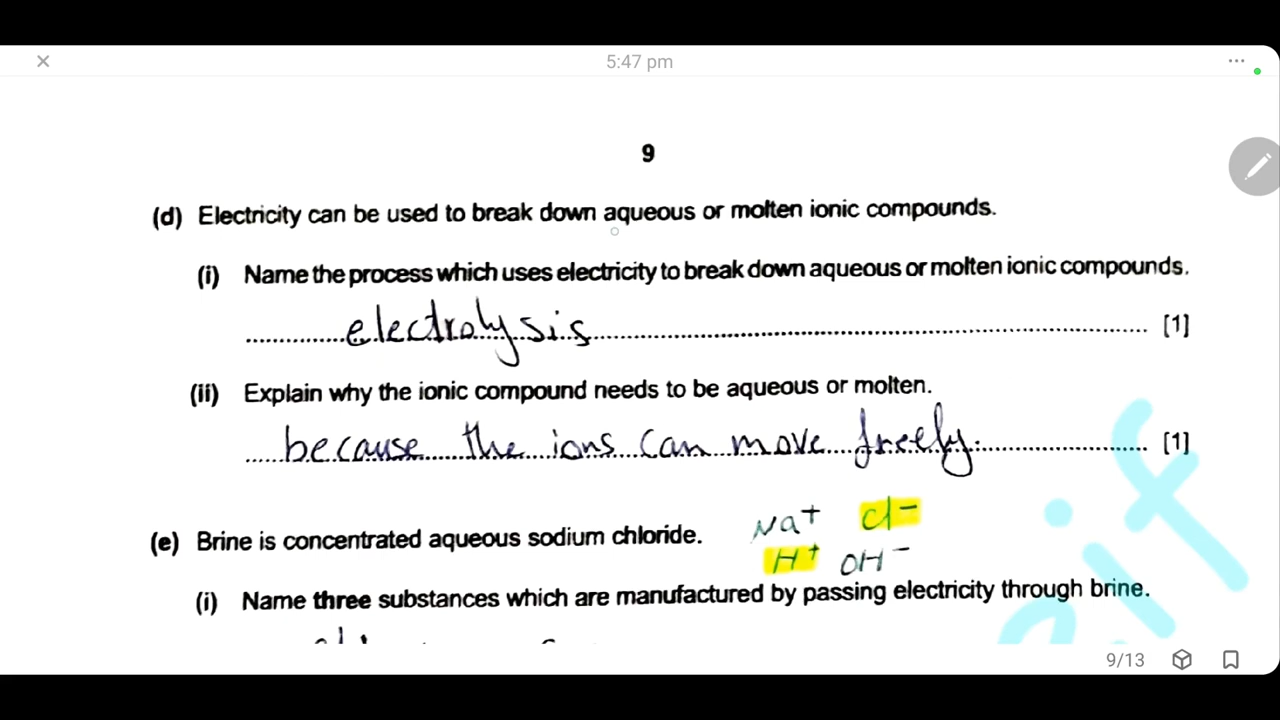 5:47 pm
9
(d) Electricity can be used to break down aqueous or molten ionic compounds.
(i) Name the process which uses electricity to break down aqueous or molten ionic compounds.
electrolysis [1]
(ii) Explain why the ionic compound needs to be aqueous or molten.
because the ions can move freely. [1]
Na+ Cl-
(e) Brine is concentrated aqueous sodium chloride.
H+ OH-
(i) Name three substances which are manufactured by passing electricity through brine.
9/13